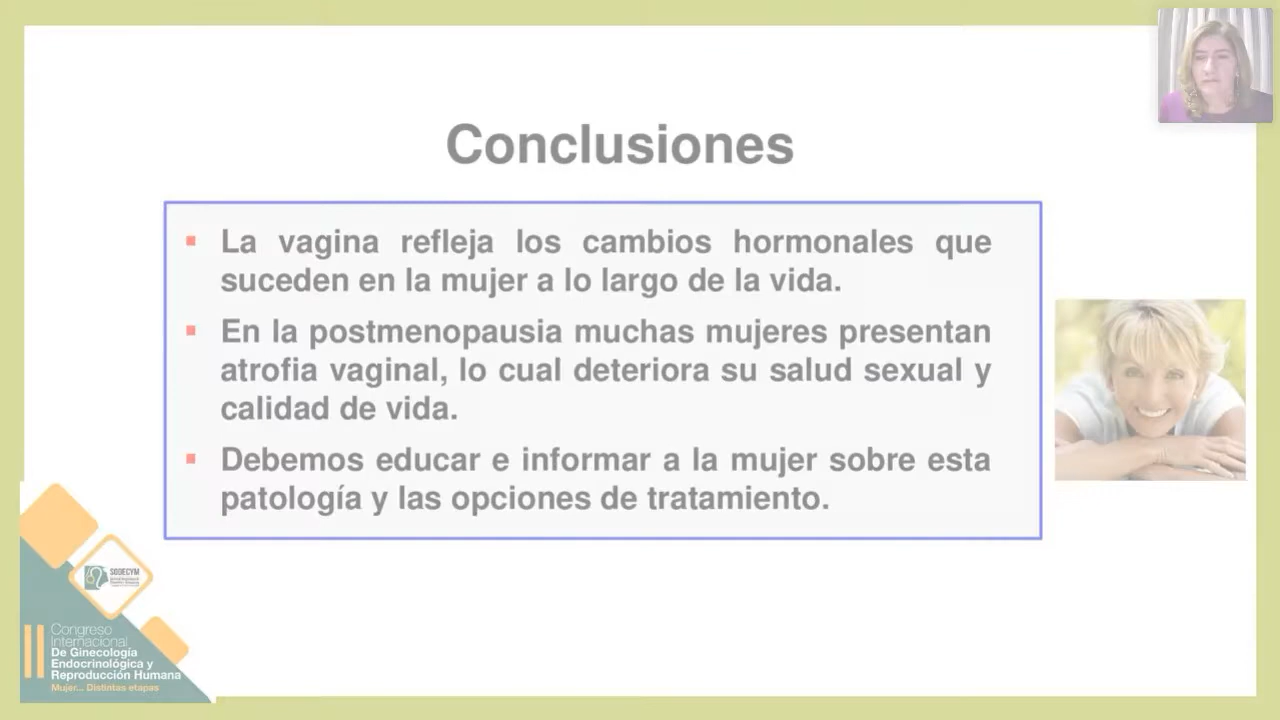 Conclusiones
La vagina refleja los cambios hormonales que
suceden en la mujer a lo largo de la vida.
En la postmenopausia muchas mujeres presentan
atrofia vaginal, lo cual deteriora su salud sexual y
calidad de vida.
Debemos educar e informar a la mujer sobre esta
patología y las opciones de tratamiento.
SODECYM
II
Congreso
Internacional
De Ginecología
Endocrinológica y
Reproducción Humana
Mujer... Distintas etapas